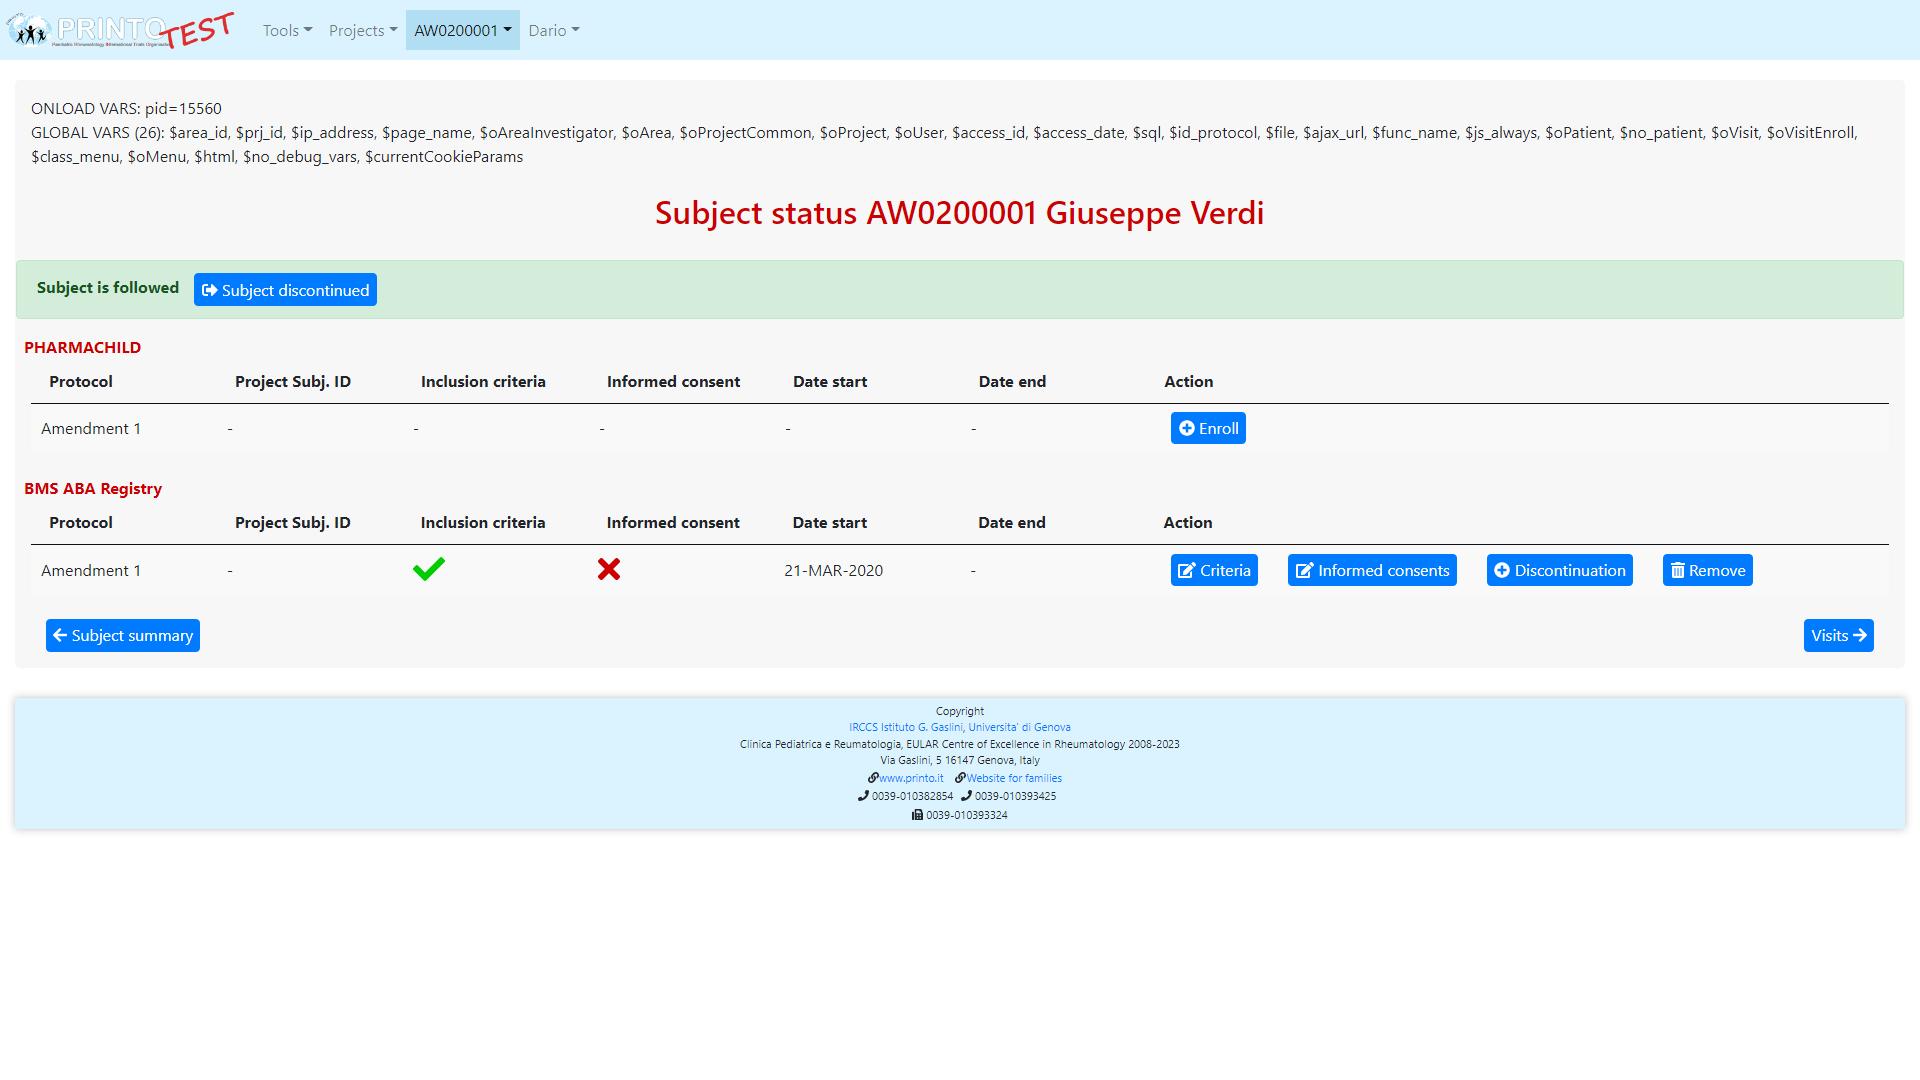 PRINTO TEST
Paediatric Rheumatology INternational Trials Organisation
Tools Projects AW0200001 Dario
ONLOAD VARS: pid=15560
GLOBAL VARS (26): $area_id, $prj_id, $ip_address, $page_name, $oAreaInvestigator, $oArea, $oProjectCommon, $oProject, $oUser, $access_id, $access_date, $sql, $id_protocol, $file, $ajax_url, $func_name, $js_always, $oPatient, $no_patient, $oVisit, $oVisitEnroll,
$class_menu, $oMenu, $html, $no_debug_vars, $currentCookieParams
Subject status AW0200001 Giuseppe Verdi
Subject is followed Subject discontinued
PHARMACHILD
Protocol Project Subj. ID Inclusion criteria Informed consent Date start Date end Action
Amendment 1 - - - - - Enroll
BMS ABA Registry
Protocol Project Subj. ID Inclusion criteria Informed consent Date start Date end Action
Amendment 1 - 21-MAR-2020 - Criteria Informed consents Discontinuation Remove
Subject summary Visits
Copyright
IRCCS Istituto G. Gaslini, Universita' di Genova
Clinica Pediatrica e Reumatologia, EULAR Centre of Excellence in Rheumatology 2008-2023
Via Gaslini, 5 16147 Genova, Italy
www.printo.it Website for families
0039-010382854 0039-010393425
0039-010393324